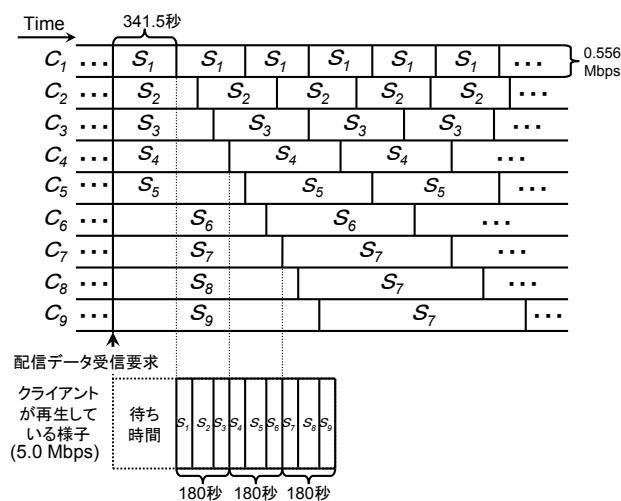 Time
341.5秒
C1 ··· S1 S1 S1 S1 S1 S1 ···
0.556
Mbps
C2 ··· S2 S2 S2 S2 S2 ···
C3 ··· S3 S3 S3 S3 ···
C4 ··· S4 S4 S4 ···
C5 ··· S5 S5 S5 ···
C6 ··· S6 S6 ···
C7 ··· S7 S7 ···
C8 ··· S8 S7 ···
C9 ··· S9 S7 ···
配信データ受信要求
クライアント
が再生して
いる様子
(5.0 Mbps)
待ち
時間
S1 S2 S3 S4 S5 S6 S7 S8 S9
180秒 180秒 180秒